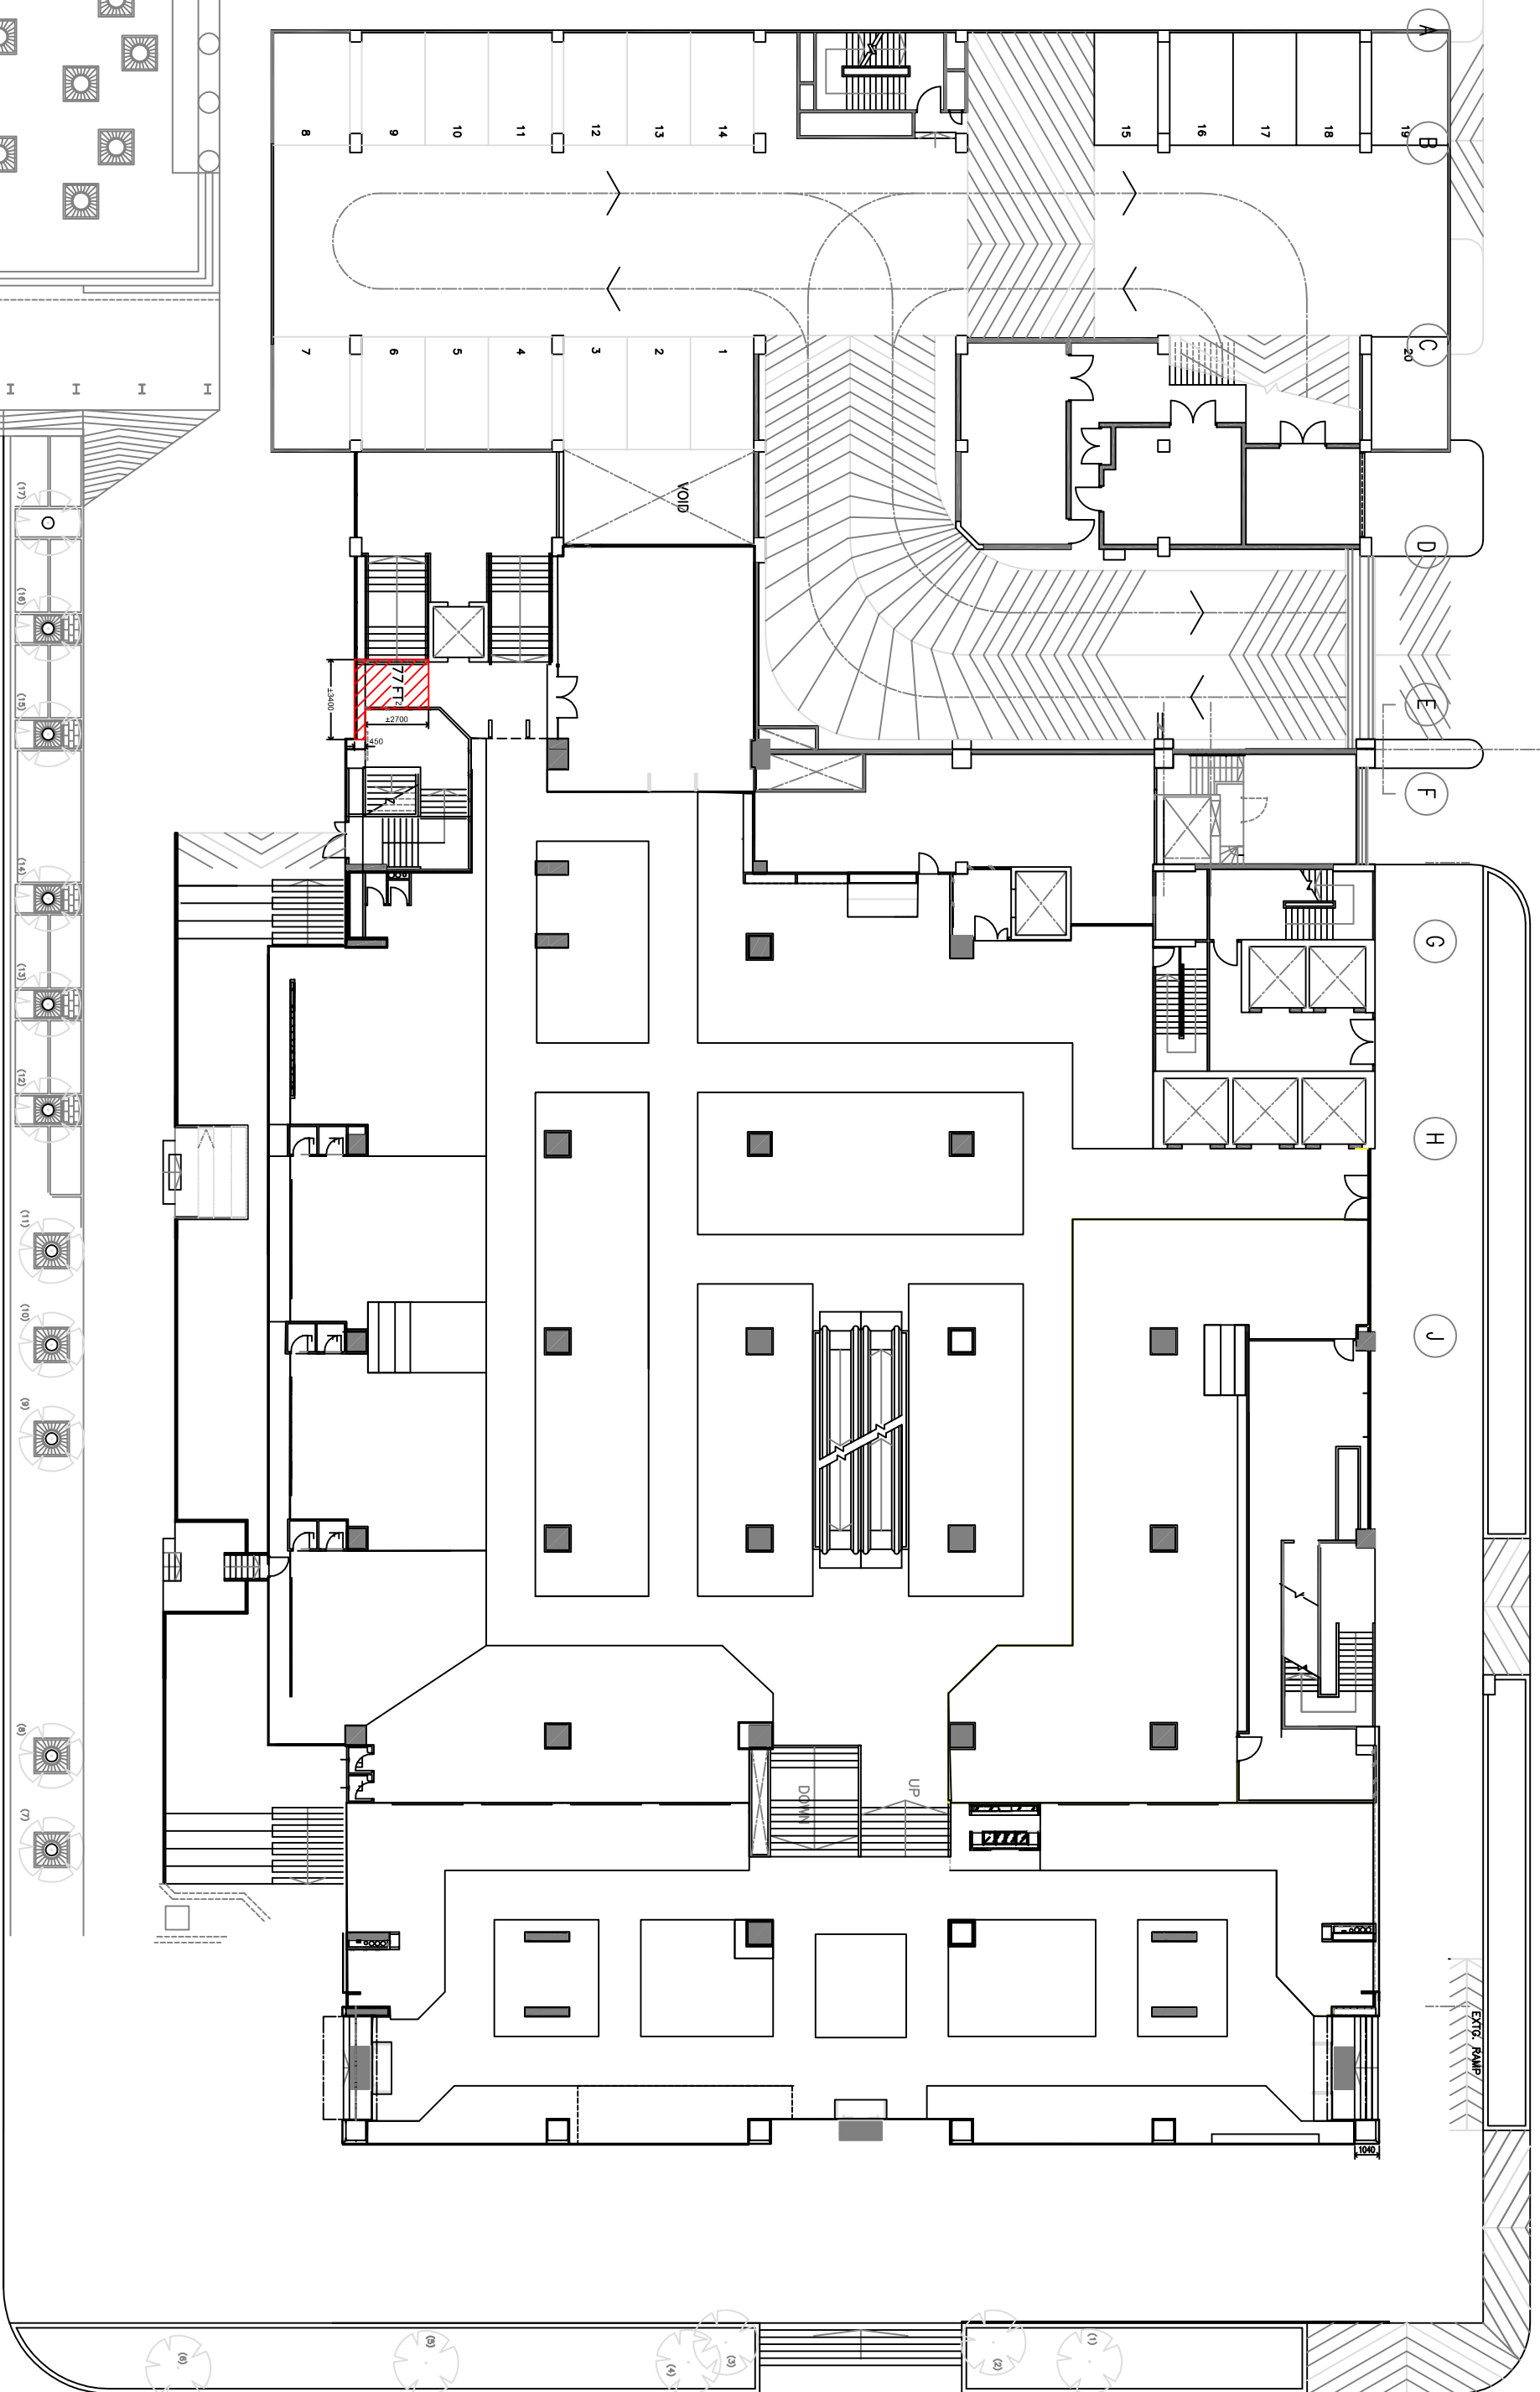 A
8
9
10
11
12
13
14
15
16
17
18
19
B
7
6
5
4
3
2
1
20
C
VOID
(17)
D
(16)
77 FT²
±3400
±2700
450
(15)
E
F
(14)
G
(13)
(12)
H
(11)
(10)
J
(9)
(8)
DOWN
UP
(7)
EXTG. RAMP
1040
(6)
(5)
(4)
(3)
(2)
(1)